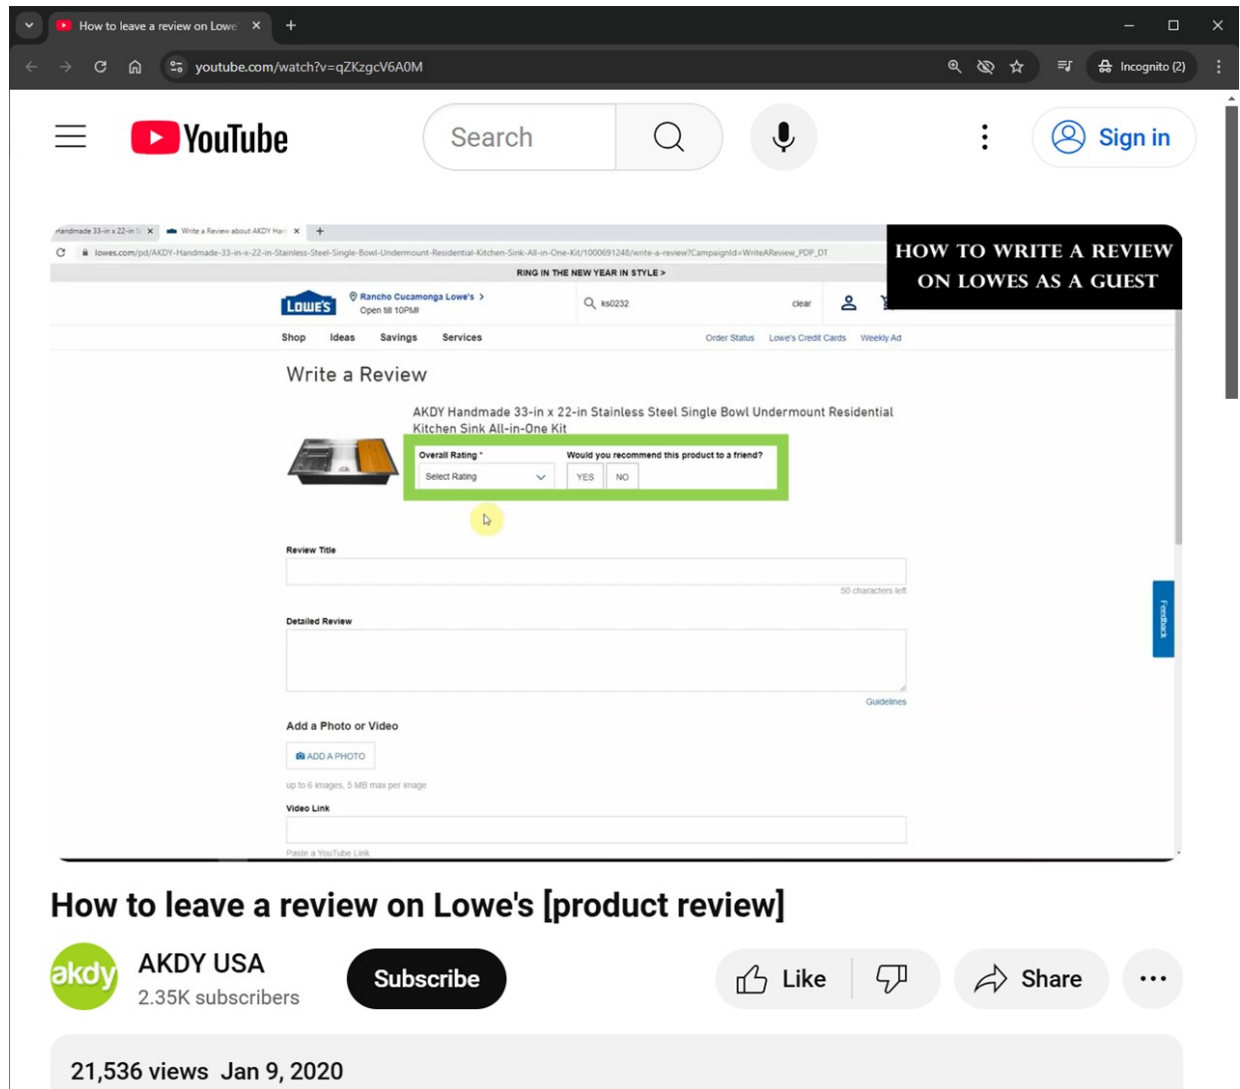 How to leave a review on Lowe'
youtube.com/watch?v=qZKzgcV6A0M
Incognito (2)
YouTube
Search
Sign in
Handmade 33-in x 22-in S
Write a Review about AKDY Han
lowes.com/pd/AKDY-Handmade-33-in-x-22-in-Stainless-Steel-Single-Bowl-Undermount-Residential-Kitchen-Sink-All-in-One-Kit/1000691248/write-a-review?CampaignId=WriteAReview_PDP_DT
HOW TO WRITE A REVIEW
ON LOWES AS A GUEST
RING IN THE NEW YEAR IN STYLE >
LOWE'S
Rancho Cucamonga Lowe's >
Open till 10PM!
ks0232
clear
Shop Ideas Savings Services
Order Status Lowe's Credit Cards Weekly Ad
Write a Review
AKDY Handmade 33-in x 22-in Stainless Steel Single Bowl Undermount Residential
Kitchen Sink All-in-One Kit
Overall Rating * Would you recommend this product to a friend?
Select Rating YES NO
Review Title
50 characters left
Detailed Review
Guidelines
Feedback
Add a Photo or Video
ADD A PHOTO
up to 6 images, 5 MB max per image
Video Link
Paste a YouTube Link
How to leave a review on Lowe's [product review]
akdy
AKDY USA
2.35K subscribers
Subscribe
Like
Share
21,536 views Jan 9, 2020